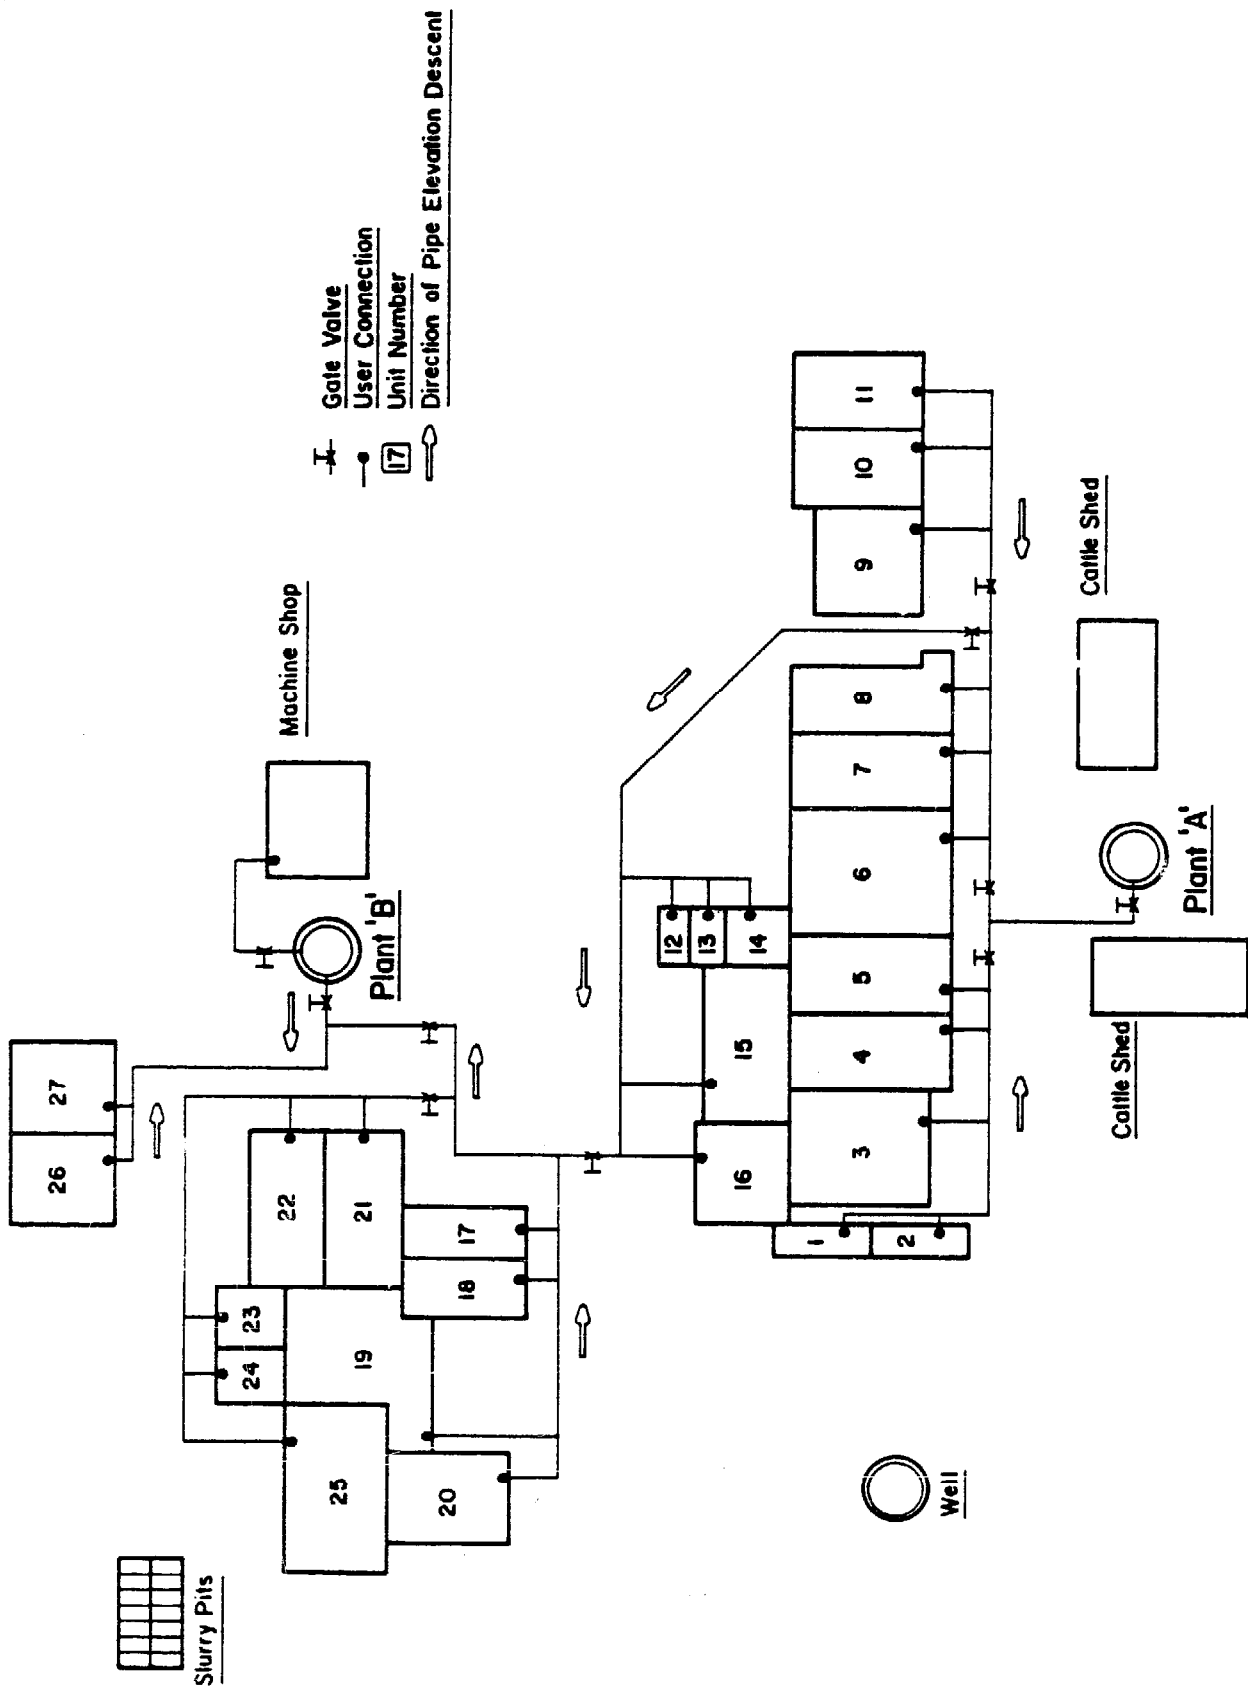 Gate Valve
User Connection
17
Unit Number
Direction of Pipe Elevation Descent
Slurry Pits
26
27
Machine Shop
Plant 'B'
25
24
23
22
21
20
19
18
17
16
15
12
13
14
1
2
3
4
5
6
7
8
9
10
11
Well
Cattle Shed
Plant 'A'
Cattle Shed